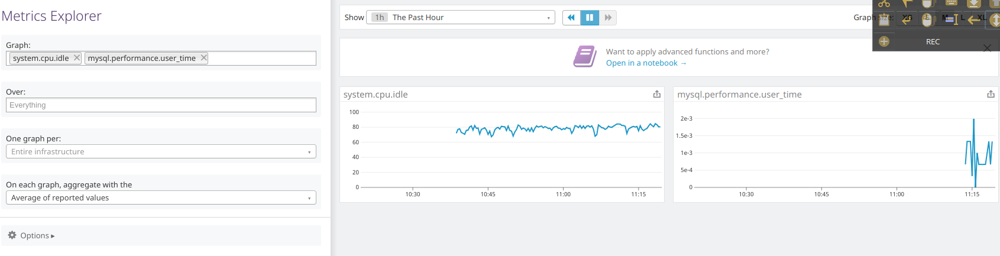 Metrics Explorer
Graph:
system.cpu.idle mysql.performance.user_time
Over:
Everything
One graph per:
Entire infrastructure
On each graph, aggregate with the
Average of reported values
Options ▸
Show 1h The Past Hour
Graph size: XS M L XL
REC
Want to apply advanced functions and more?
Open in a notebook →
system.cpu.idle
100
80
60
40
20
0
10:30 10:45 11:00 11:15
mysql.performance.user_time
2e-3
1.5e-3
1e-3
5e-4
0
10:30 10:45 11:00 11:15